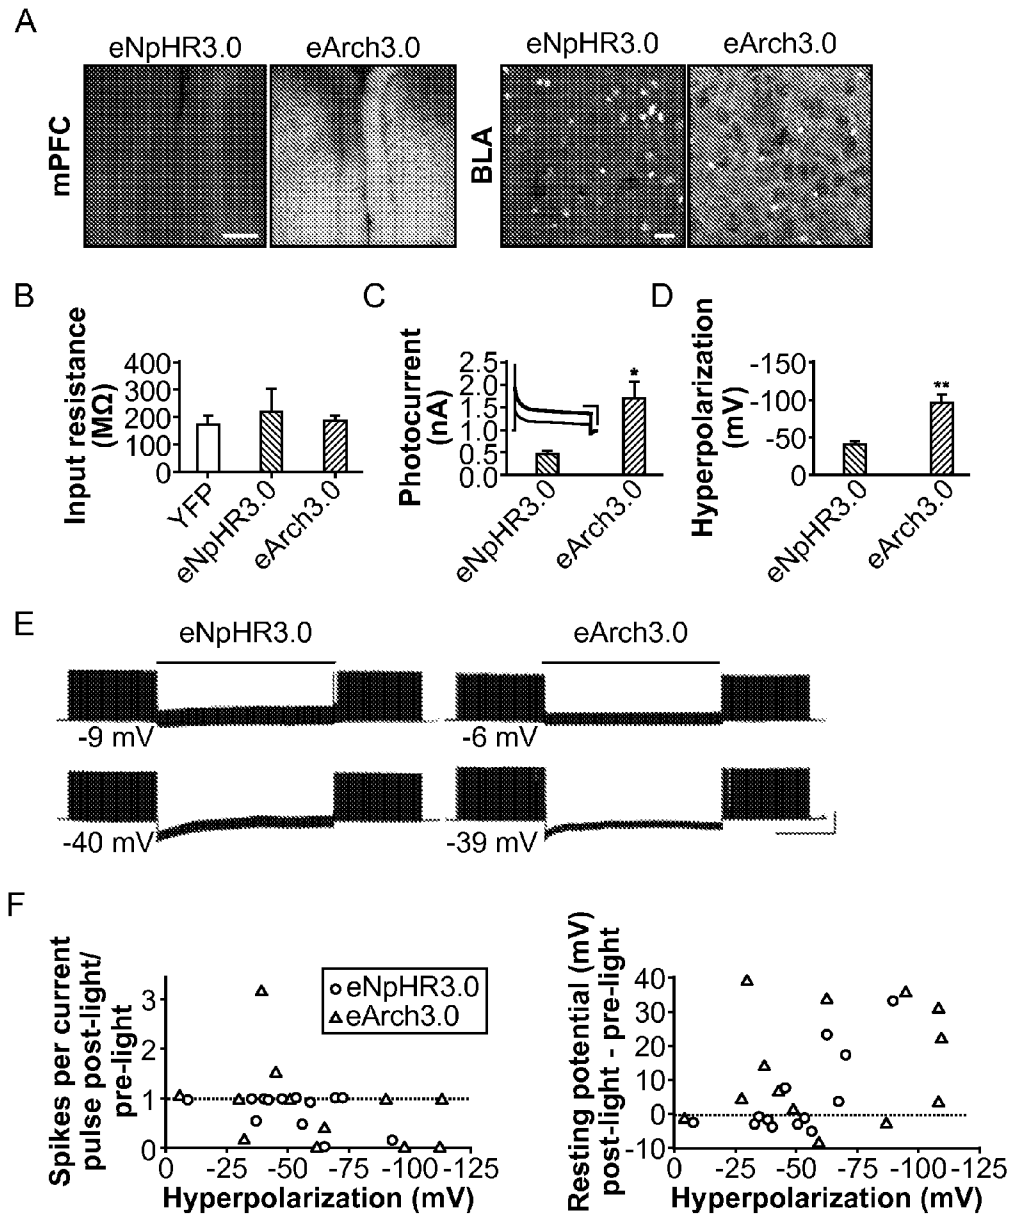 A
eNpHR3.0 eArch3.0 eNpHR3.0 eArch3.0
mPFC
BLA
B
C
D
Input resistance
(MΩ)
400
300
200
100
0
YFP
eNpHR3.0
eArch3.0
Photocurrent
(nA)
2.5
2.0
1.5
1.0
0.5
0.0
*
eNpHR3.0
eArch3.0
Hyperpolarization
(mV)
-150
-100
-50
0
**
eNpHR3.0
eArch3.0
E
eNpHR3.0 eArch3.0
-9 mV -6 mV
-40 mV -39 mV
F
Spikes per current
pulse post-light/
pre-light
3
2
1
0
eNpHR3.0
eArch3.0
0 -25 -50 -75 -100 -125
Hyperpolarization (mV)
Resting potential (mV)
post-light - pre-light
40
30
20
10
0
-10
0 -25 -50 -75 -100 -125
Hyperpolarization (mV)